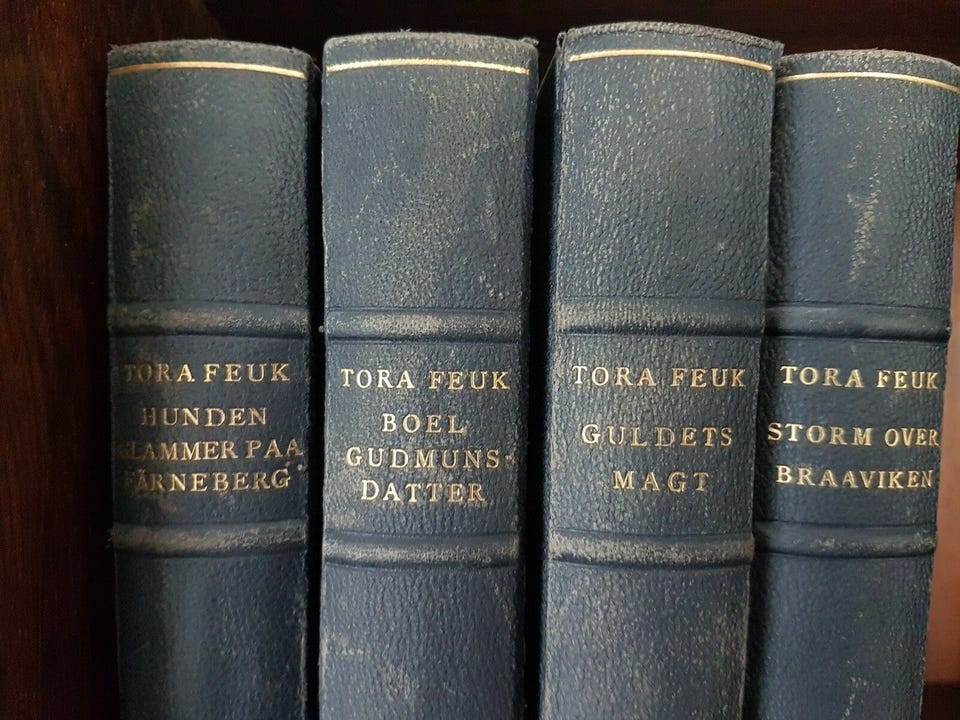 TORA FEUK
HUNDEN
GLAMMER PAA
FÄRNEBERG
TORA FEUK
BOEL
GUDMUNS-
DATTER
TORA FEUK
GULDETS
MAGT
TORA FEUK
STORM OVER
BRAAVIKEN